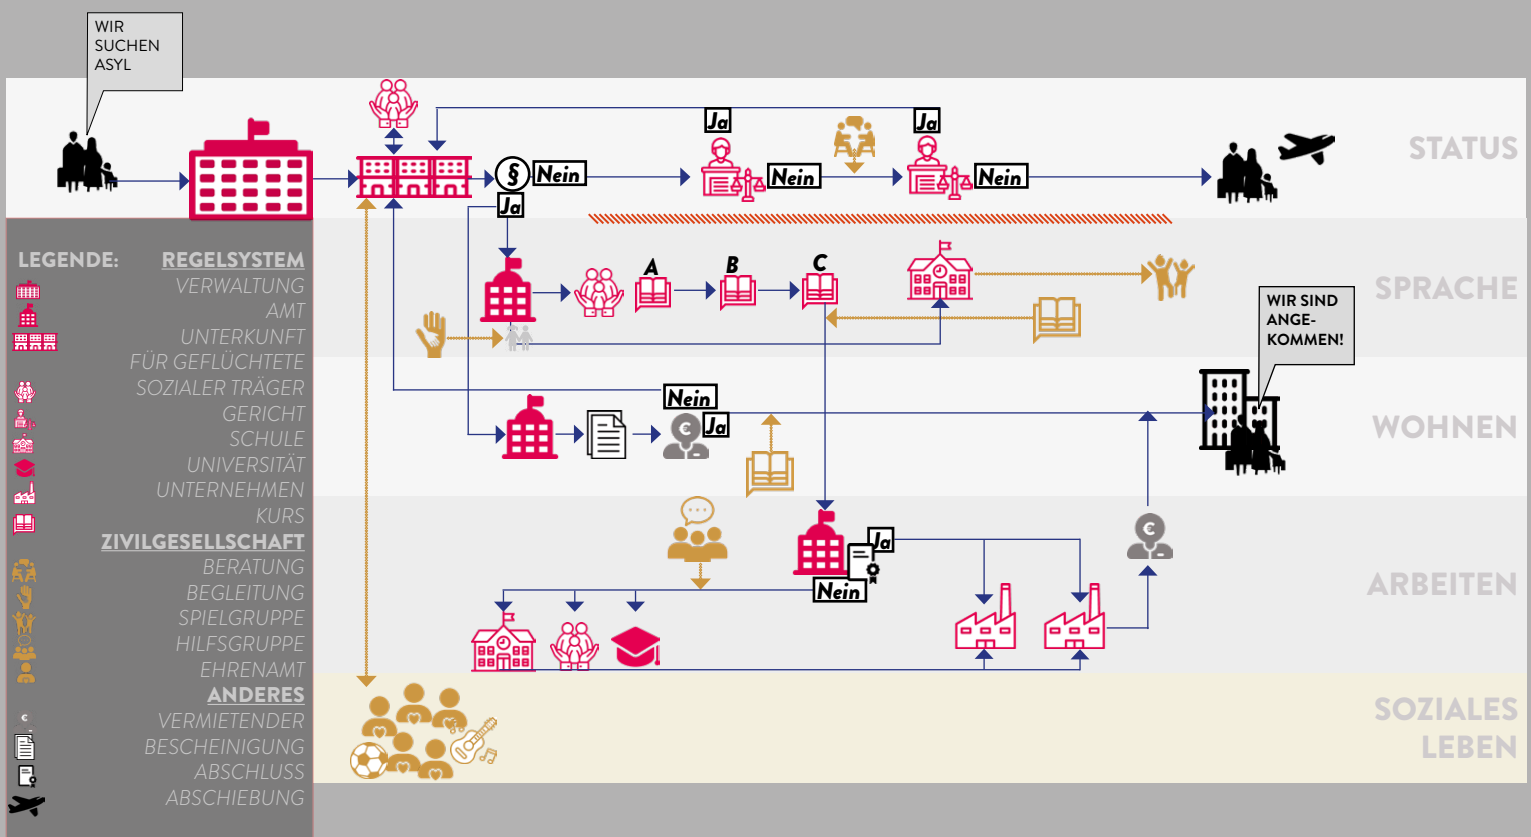 WIR
SUCHEN
ASYL
Ja
Ja
STATUS
§
Nein
Nein
Nein
Ja
LEGENDE:
REGELSYSTEM
VERWALTUNG
AMT
UNTERKUNFT
FÜR GEFLÜCHTETE
SOZIALER TRÄGER
GERICHT
SCHULE
UNIVERSITÄT
UNTERNEHMEN
KURS
ZIVILGESELLSCHAFT
BERATUNG
BEGLEITUNG
SPIELGRUPPE
HILFSGRUPPE
EHRENAMT
ANDERES
€
VERMIETENDER
BESCHEINIGUNG
ABSCHLUSS
ABSCHIEBUNG
A
B
C
SPRACHE
WIR SIND
ANGE-
KOMMEN!
Nein
€
Ja
WOHNEN
€
Ja
Nein
ARBEITEN
SOZIALES
LEBEN